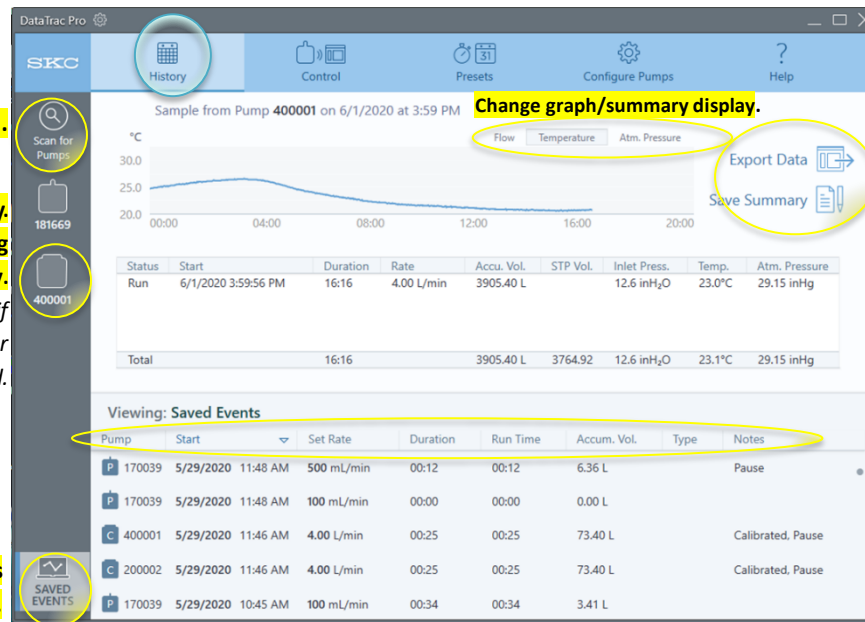 DataTrac Pro
SKC
History
Control
Presets
31
Configure Pumps
?
Help
.
Scan for
Pumps
y.
181669
g
y.
400001
if
r
d.
s
SAVED
EVENTS
Sample from Pump 400001 on 6/1/2020 at 3:59 PM
Change graph/summary display.
°C
Flow Temperature Atm. Pressure
30.0
25.0
20.0
00:00 04:00 08:00 12:00 16:00 20:00
Export Data
Save Summary
Status Start Duration Rate Accu. Vol. STP Vol. Inlet Press. Temp. Atm. Pressure
Run 6/1/2020 3:59:56 PM 16:16 4.00 L/min 3905.40 L 12.6 inH₂O 23.0°C 29.15 inHg
Total 16:16 3905.40 L 3764.92 12.6 inH₂O 23.1°C 29.15 inHg
Viewing: Saved Events
Pump Start Set Rate Duration Run Time Accum. Vol. Type Notes
P 170039 5/29/2020 11:48 AM 500 mL/min 00:12 00:12 6.36 L Pause
P 170039 5/29/2020 11:48 AM 100 mL/min 00:00 00:00 0.00 L
C 400001 5/29/2020 11:46 AM 4.00 L/min 00:25 00:25 73.40 L Calibrated, Pause
C 200002 5/29/2020 11:46 AM 4.00 L/min 00:25 00:25 73.40 L Calibrated, Pause
P 170039 5/29/2020 10:45 AM 100 mL/min 00:34 00:34 3.41 L